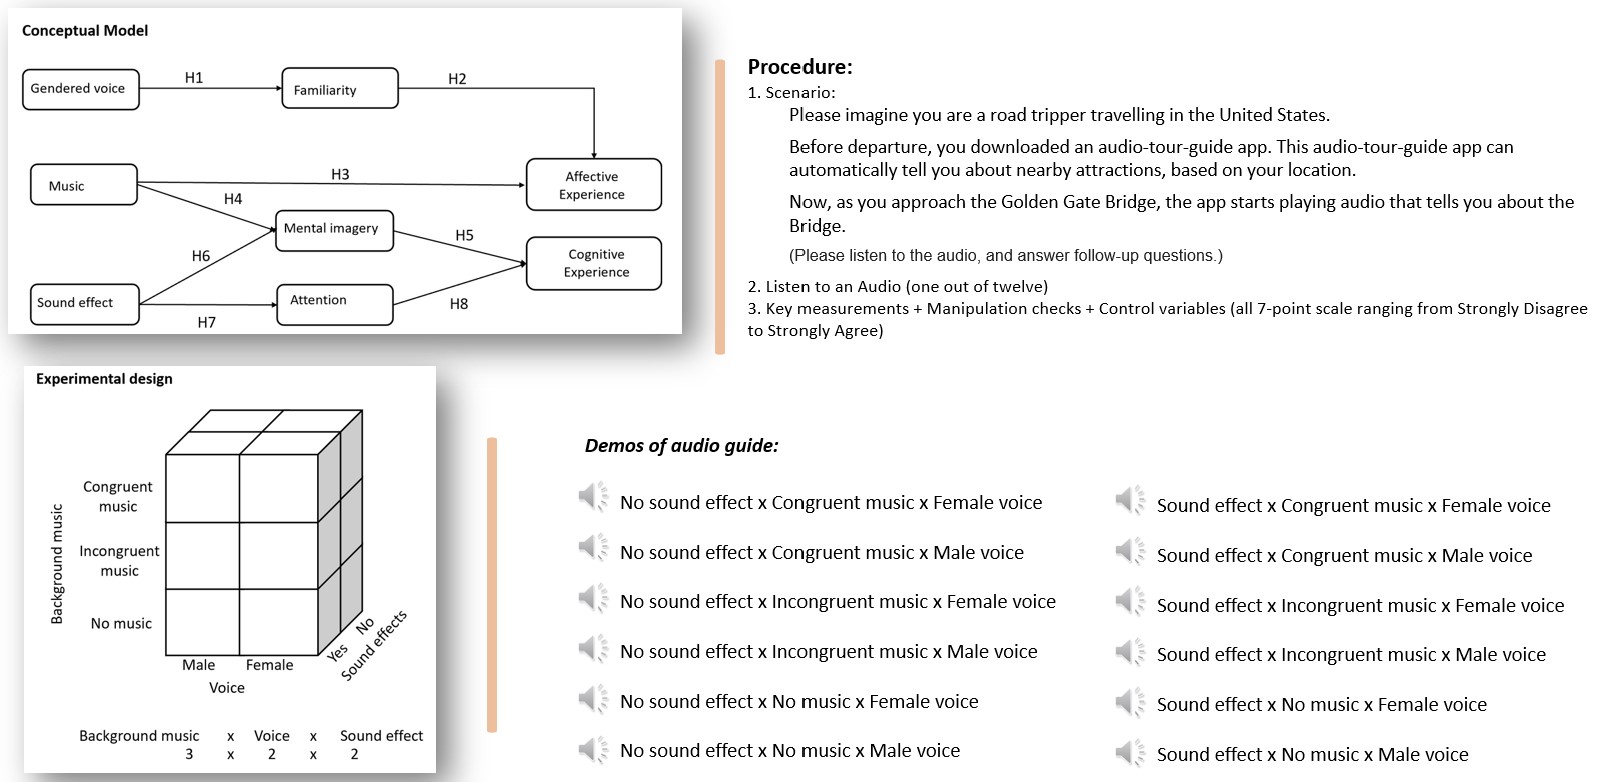 Conceptual Model
Gendered voice
H1
Familiarity
H2
Music
H3
Affective
Experience
H4
Mental imagery
H5
Cognitive
Experience
H6
Sound effect
H7
Attention
H8
Procedure:
1. Scenario:
Please imagine you are a road tripper travelling in the United States.
Before departure, you downloaded an audio-tour-guide app. This audio-tour-guide app can
automatically tell you about nearby attractions, based on your location.
Now, as you approach the Golden Gate Bridge, the app starts playing audio that tells you about the
Bridge.
(Please listen to the audio, and answer follow-up questions.)
2. Listen to an Audio (one out of twelve)
3. Key measurements + Manipulation checks + Control variables (all 7-point scale ranging from Strongly Disagree
to Strongly Agree)
Experimental design
Background music
Congruent
music
Incongruent
music
No music
Male
Female
Voice
Yes
No
Sound effects
Background music x Voice x Sound effect
3 x 2 x 2
Demos of audio guide:
No sound effect x Congruent music x Female voice
No sound effect x Congruent music x Male voice
No sound effect x Incongruent music x Female voice
No sound effect x Incongruent music x Male voice
No sound effect x No music x Female voice
No sound effect x No music x Male voice
Sound effect x Congruent music x Female voice
Sound effect x Congruent music x Male voice
Sound effect x Incongruent music x Female voice
Sound effect x Incongruent music x Male voice
Sound effect x No music x Female voice
Sound effect x No music x Male voice